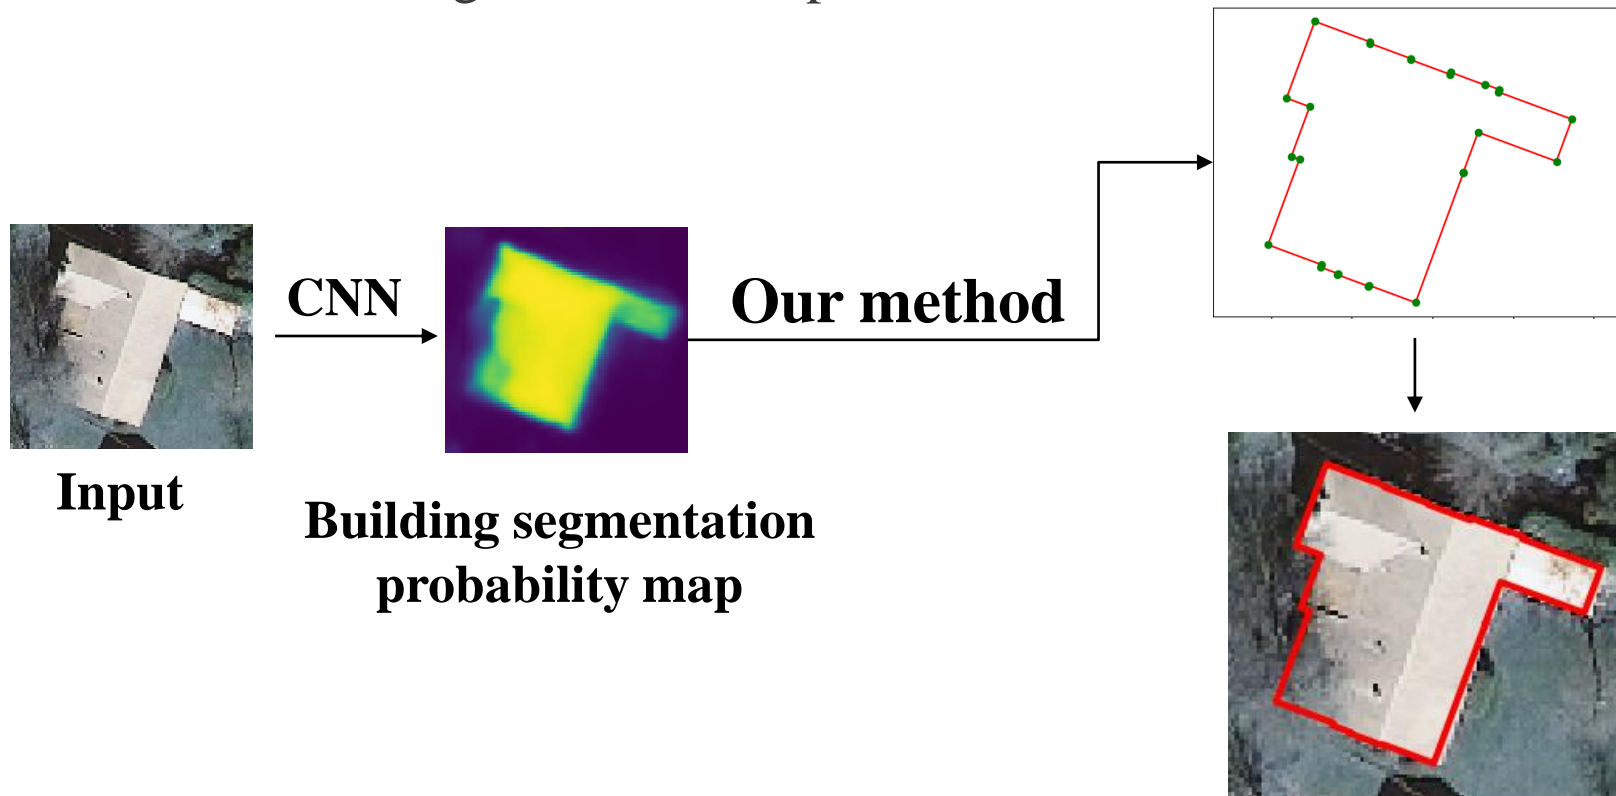 CNN
Our method
Input
Building segmentation
probability map